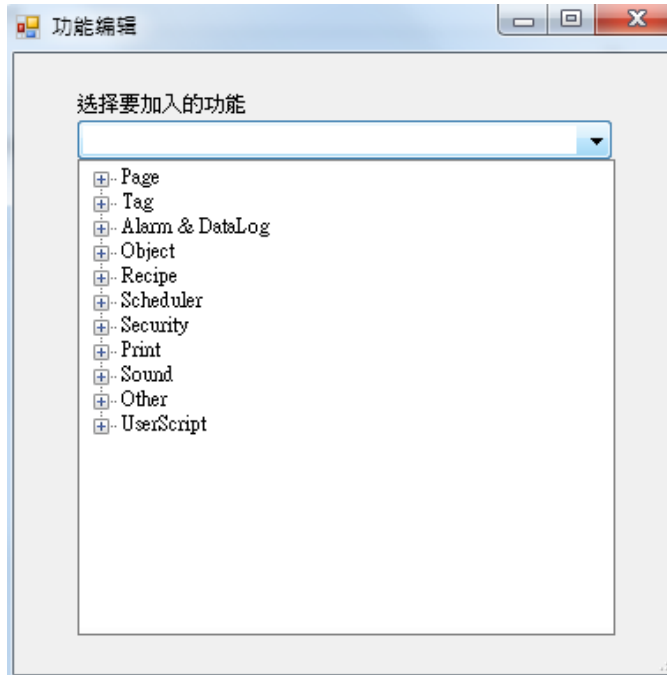 功能编辑
选择要加入的功能
Page
Tag
Alarm & DataLog
Object
Recipe
Scheduler
Security
Print
Sound
Other
UserScript